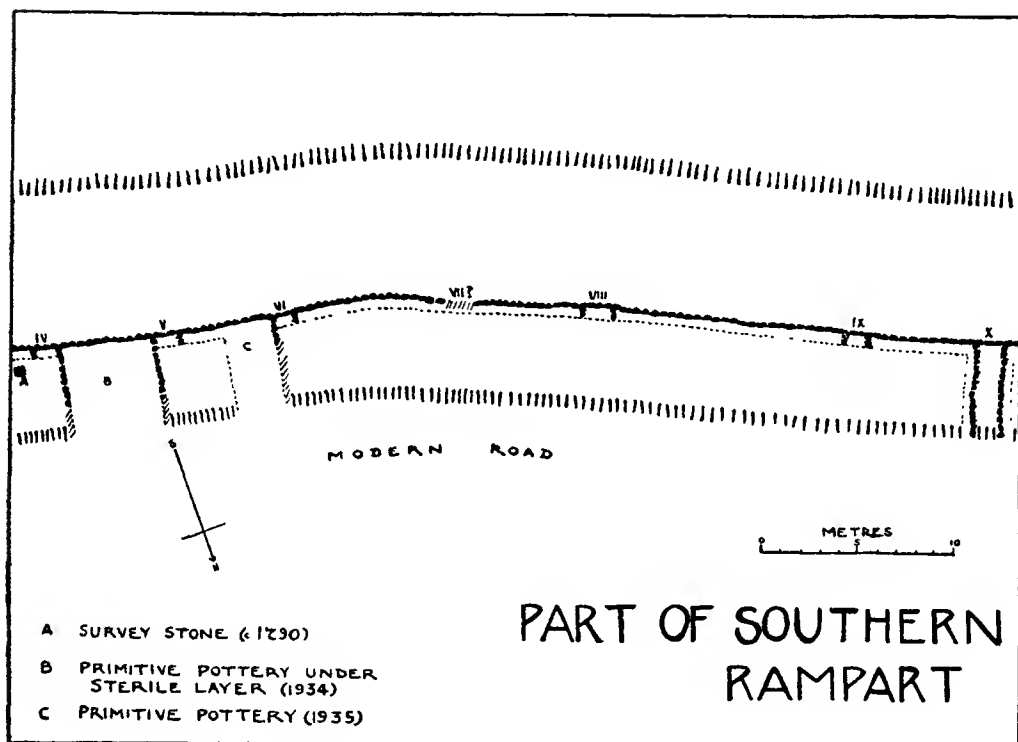 VII?
VIII
VI
IX
V
X
IV
C
A
B
MODERN ROAD
S
N
METRES
0 5 10
A SURVEY STONE (c. 1790)
B PRIMITIVE POTTERY UNDER
STERILE LAYER (1934)
C PRIMITIVE POTTERY (1935)
PART OF SOUTHERN
RAMPART